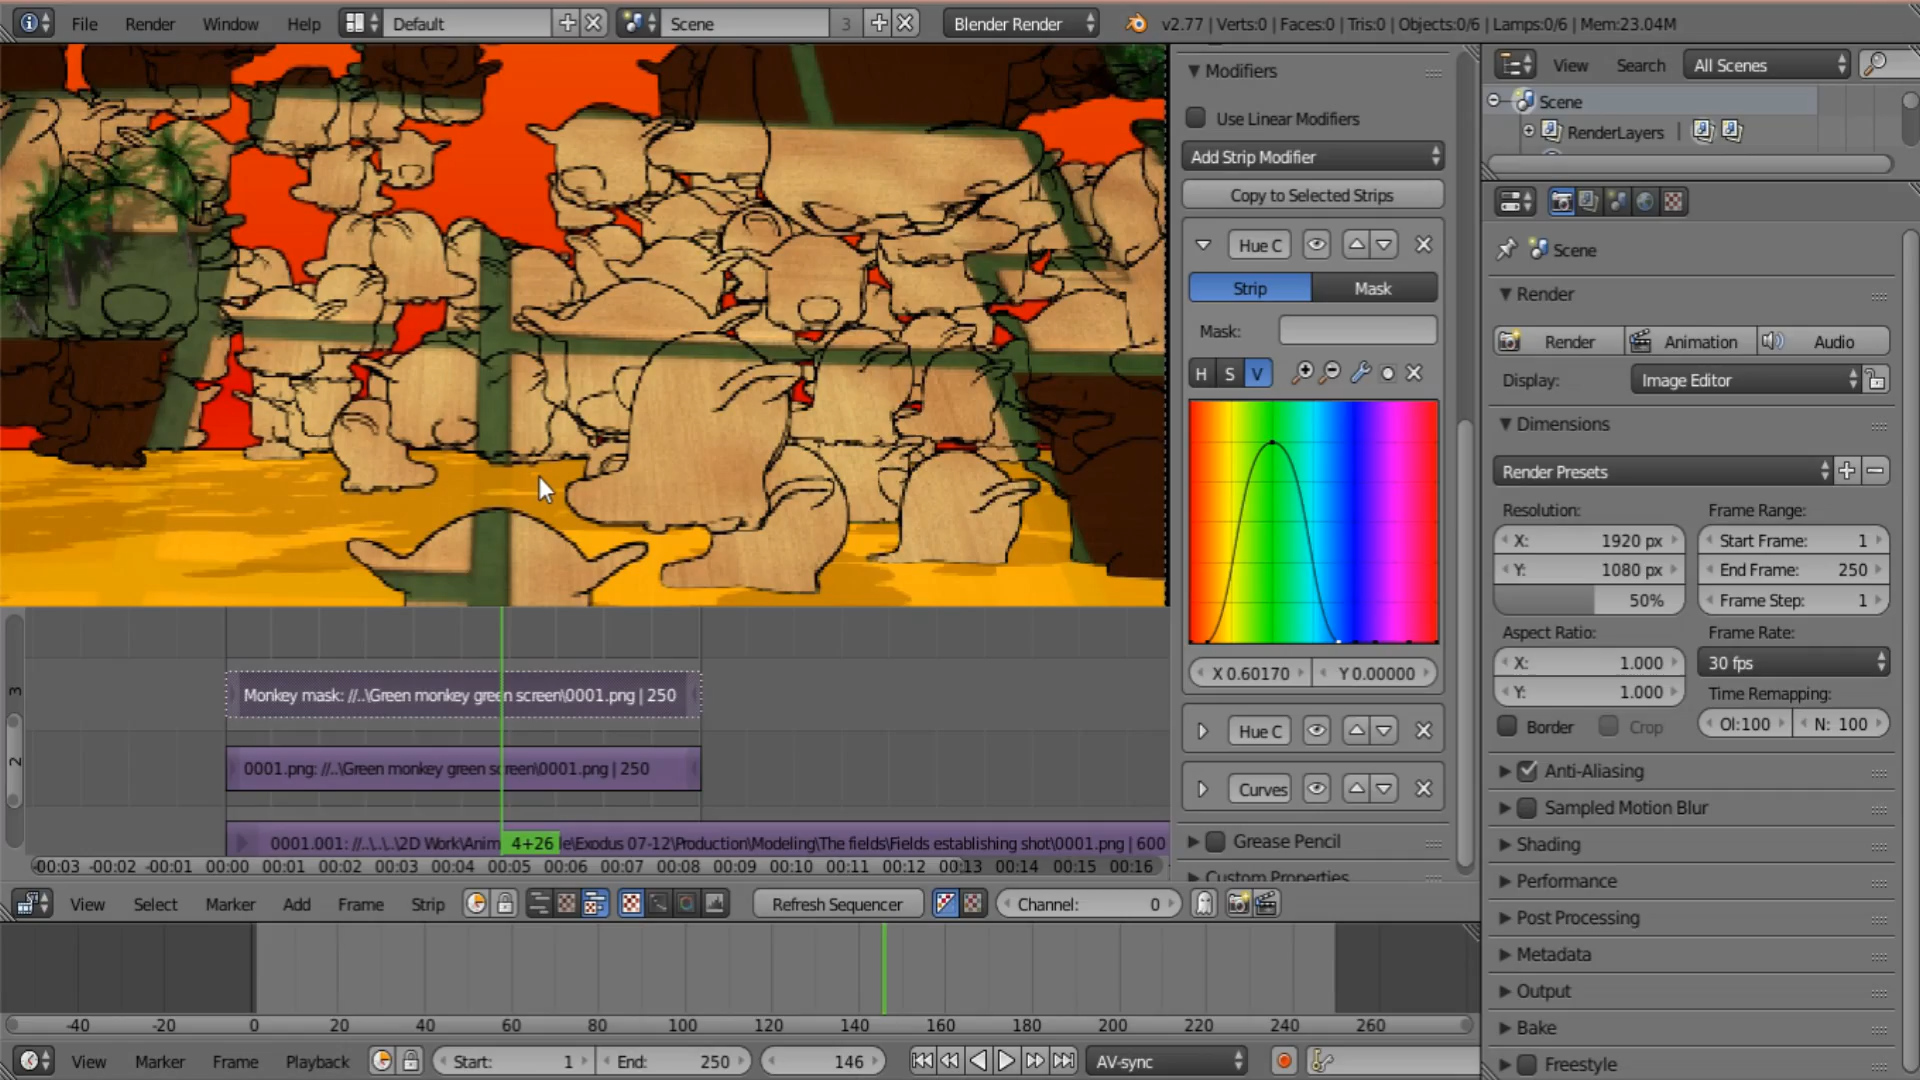 File Render Window Help Default Scene 3 Blender Render v2.77 | Verts:0 | Faces:0 | Tris:0 | Objects:0/6 | Lamps:0/6 | Mem:23.04M
View Search All Scenes
Scene
RenderLayers
Modifiers
Use Linear Modifiers
Add Strip Modifier
Copy to Selected Strips
Hue C
Strip Mask
Mask:
H S V
X 0.60170 Y 0.00000
Hue C
Curves
Grease Pencil
Custom Properties
Scene
Render
Render Animation Audio
Display: Image Editor
Dimensions
Render Presets
Resolution: Frame Range:
X: 1920 px Start Frame: 1
Y: 1080 px End Frame: 250
50% Frame Step: 1
Aspect Ratio: Frame Rate:
X: 1.000 30 fps
Y: 1.000 Time Remapping:
Border Crop Ol:100 N: 100
Anti-Aliasing
Sampled Motion Blur
Shading
Performance
Post Processing
Metadata
Output
Bake
Freestyle
3
Monkey mask: //..\Green monkey green screen\0001.png | 250
2
0001.png: //..\Green monkey green screen\0001.png | 250
0001.001: //..\..\..\2D Work\Anim 4+26 le\Exodus 07-12\Production\Modeling\The fields\Fields establishing shot\0001.png | 600
-00:03 -00:02 -00:01 00:00 00:01 00:02 00:03 00:04 00:05 00:06 00:07 00:08 00:09 00:10 00:11 00:12 00:13 00:14 00:15 00:16
View Select Marker Add Frame Strip Refresh Sequencer Channel: 0
-40 -20 0 20 40 60 80 100 120 140 160 180 200 220 240 260
View Marker Frame Playback Start: 1 End: 250 146 AV-sync